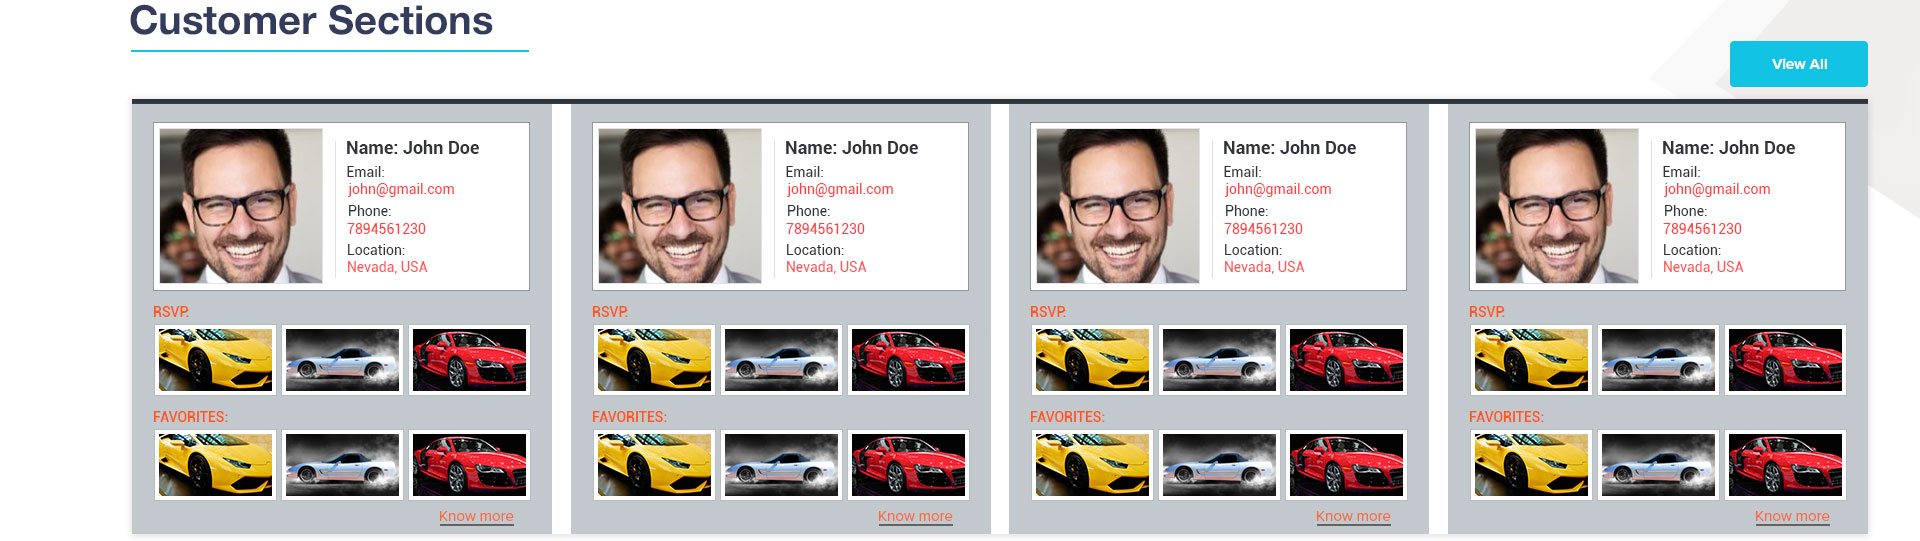 Customer Sections
View All
Name: John Doe
Email:
john@gmail.com
Phone:
7894561230
Location:
Nevada, USA
RSVP:
FAVORITES:
Know more
Name: John Doe
Email:
john@gmail.com
Phone:
7894561230
Location:
Nevada, USA
RSVP:
FAVORITES:
Know more
Name: John Doe
Email:
john@gmail.com
Phone:
7894561230
Location:
Nevada, USA
RSVP:
FAVORITES:
Know more
Name: John Doe
Email:
john@gmail.com
Phone:
7894561230
Location:
Nevada, USA
RSVP:
FAVORITES:
Know more